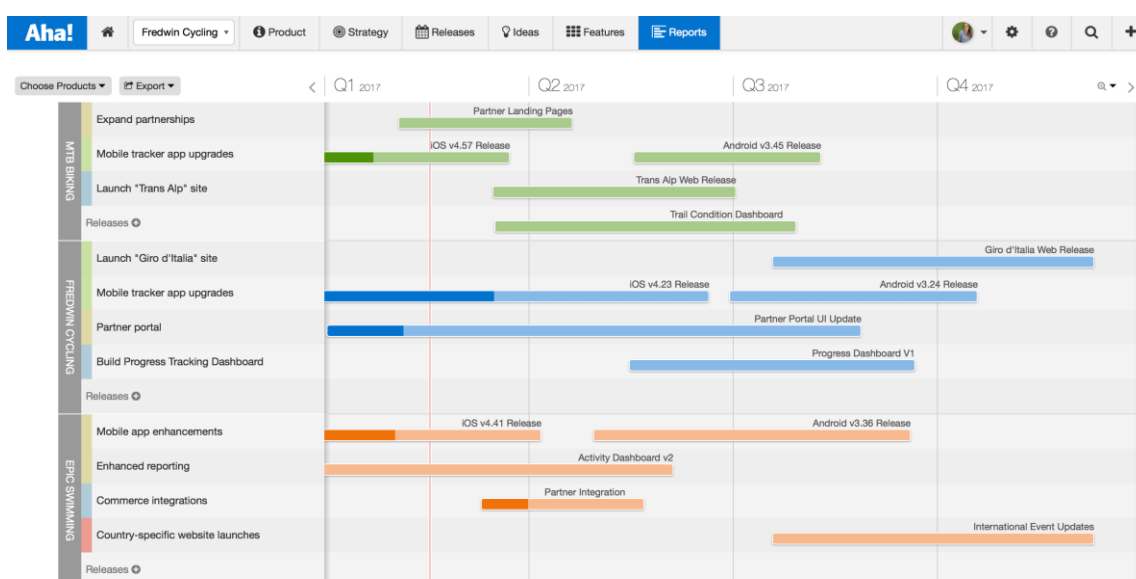 Aha! Fredwin Cycling Product Strategy Releases Ideas Features Reports
Choose Products Export Q1 2017 Q2 2017 Q3 2017 Q4 2017
MTB BIKING
Expand partnerships Partner Landing Pages
Mobile tracker app upgrades iOS v4.57 Release Android v3.45 Release
Launch "Trans Alp" site Trans Alp Web Release
Releases Trail Condition Dashboard
FREDWIN CYCLING
Launch "Giro d'Italia" site Giro d'Italia Web Release
Mobile tracker app upgrades iOS v4.23 Release Android v3.24 Release
Partner portal Partner Portal UI Update
Build Progress Tracking Dashboard Progress Dashboard V1
Releases
EPIC SWIMMING
Mobile app enhancements iOS v4.41 Release Android v3.36 Release
Enhanced reporting Activity Dashboard v2
Commerce integrations Partner Integration
Country-specific website launches International Event Updates
Releases